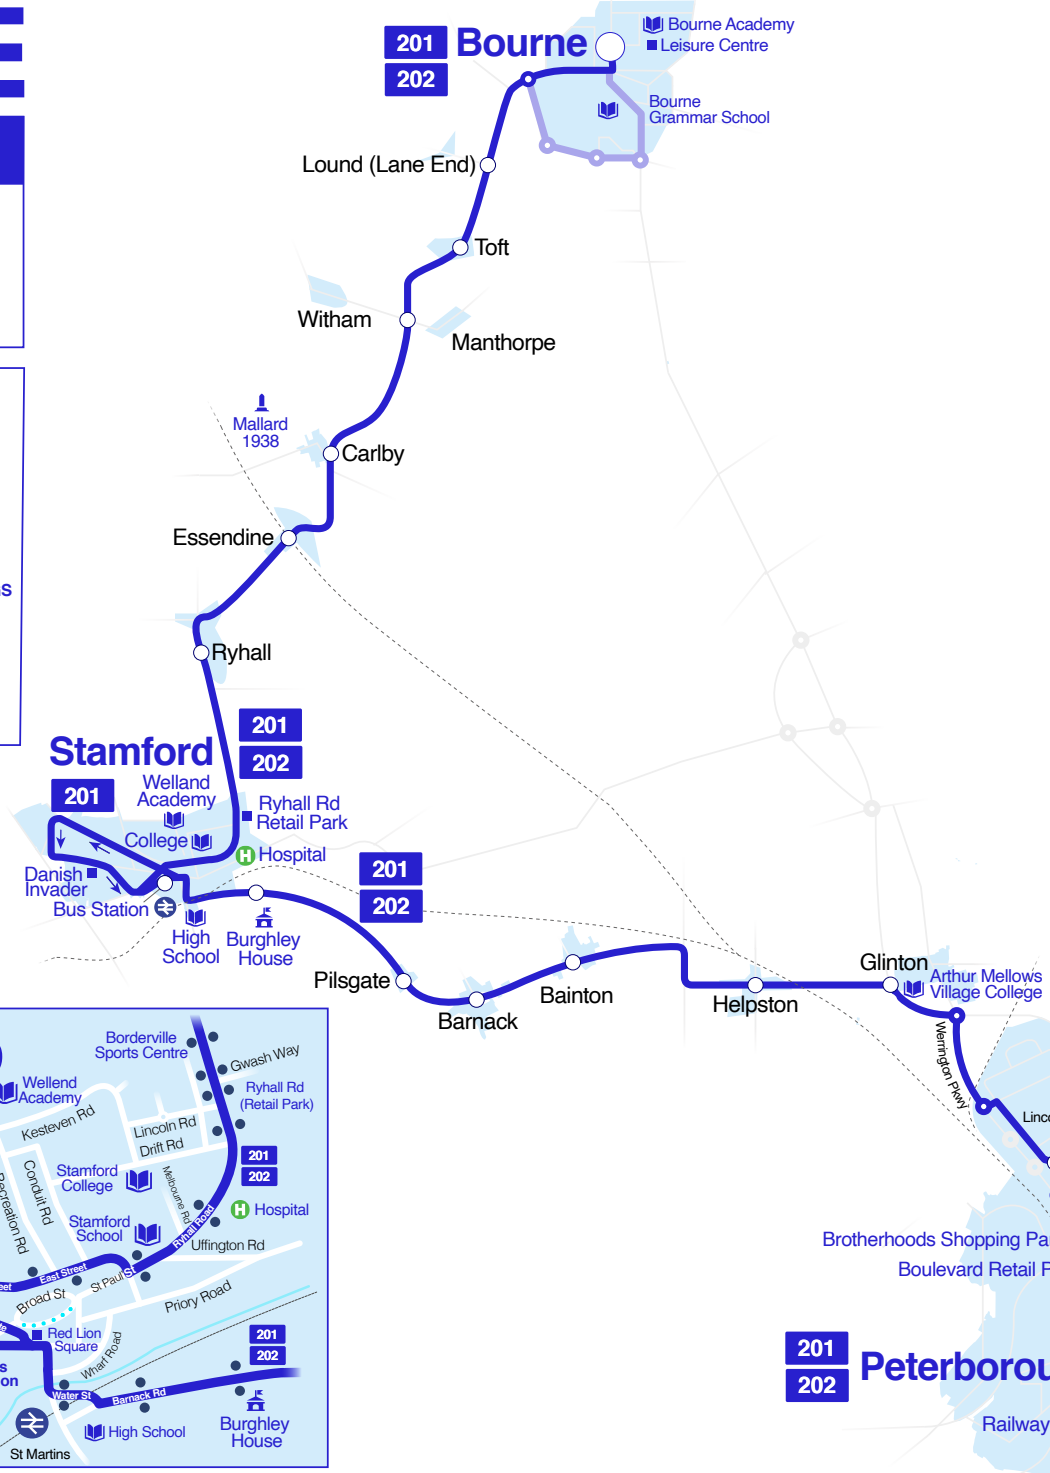 201
202
Bourne
Bourne Academy
Leisure Centre
Bourne
Grammar School
Lound (Lane End)
Toft
Witham
Manthorpe
Mallard
1938
Carlby
Essendine
Ryhall
201
202
Stamford
201
Welland
Academy
College
Ryhall Rd
Retail Park
H Hospital
Danish
Invader
Bus Station
High
School
Burghley
House
201
202
Pilsgate
Barnack
Bainton
Helpston
Glinton
Arthur Mellows
Village College
Werrington Pkwy
Borderville
Sports Centre
Gwash Way
Wellend
Academy
Ryhall Rd
(Retail Park)
Kesteven Rd
Lincoln Rd
Drift Rd
201
202
Conduit Rd
Recreation Rd
Stamford
College
Melbourne Rd
H Hospital
Stamford
School
Ryhall Road
Uffington Rd
East Street
St Paul St
Broad St
Priory Road
Red Lion
Square
Wharf Road
201
202
Water St
Barnack Rd
High School
Burghley
House
St Martins
Brotherhoods Shopping Pa
Boulevard Retail
201
202
Peterborou
Railway